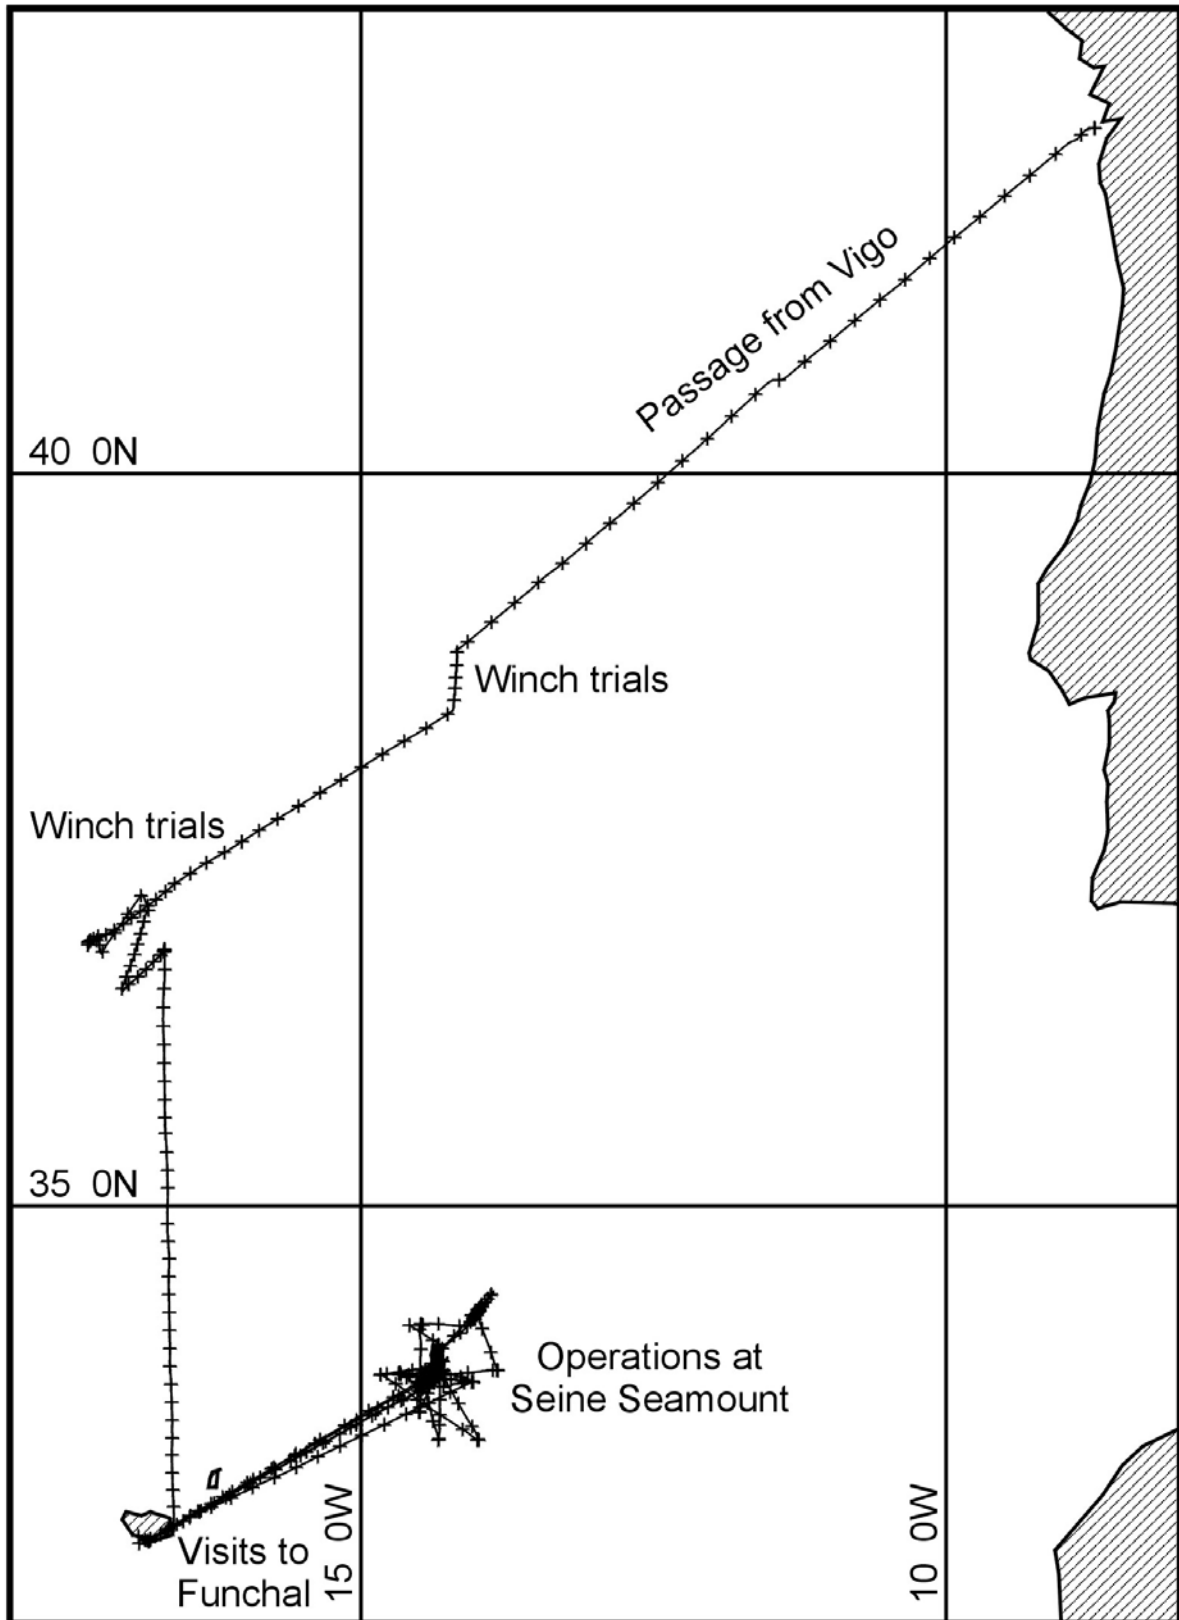 Passage from Vigo
40 0N
Winch trials
Winch trials
35 0N
Operations at
Seine Seamount
15 0W
10 0W
Visits to
Funchal